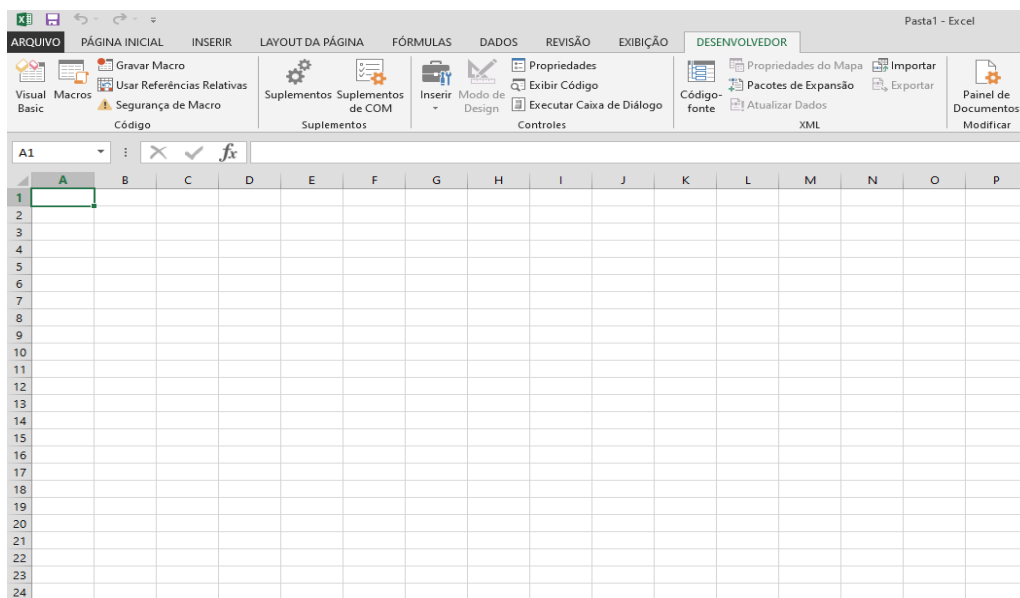 Pasta1 - Excel
ARQUIVO PÁGINA INICIAL INSERIR LAYOUT DA PÁGINA FÓRMULAS DADOS REVISÃO EXIBIÇÃO DESENVOLVEDOR
Visual Basic
Macros
Gravar Macro
Usar Referências Relativas
Segurança de Macro
Código
Suplementos
Suplementos de COM
Suplementos
Inserir
Modo de Design
Propriedades
Exibir Código
Executar Caixa de Diálogo
Controles
Código-fonte
Propriedades do Mapa
Pacotes de Expansão
Atualizar Dados
Importar
Exportar
XML
Painel de Documentos
Modificar
A1 fx
A B C D E F G H I J K L M N O P
1
2
3
4
5
6
7
8
9
10
11
12
13
14
15
16
17
18
19
20
21
22
23
24